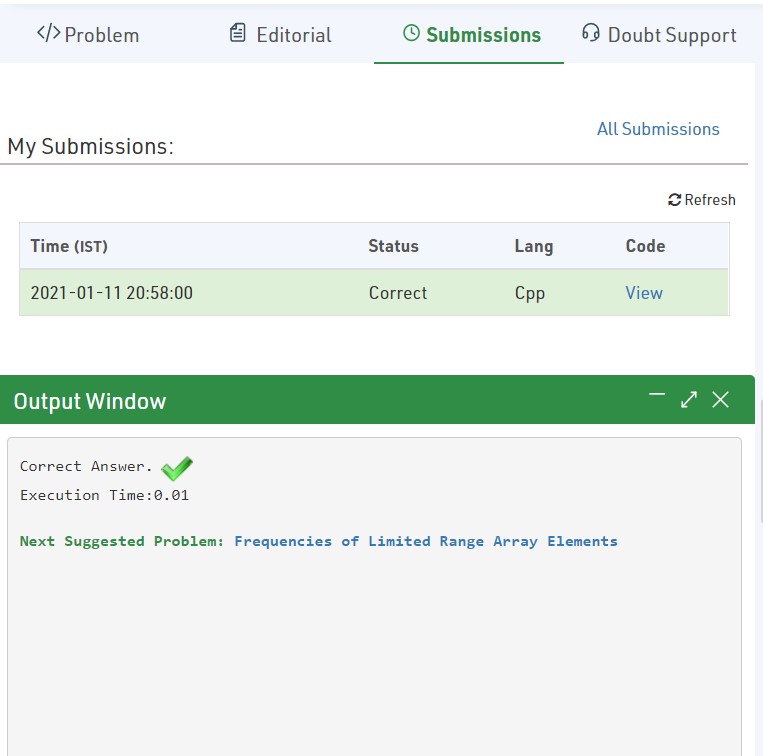 </> Problem Editorial Submissions Doubt Support
All Submissions
My Submissions:
Refresh
Time (IST) Status Lang Code
2021-01-11 20:58:00 Correct Cpp View
Output Window
Correct Answer.
Execution Time:0.01
Next Suggested Problem: Frequencies of Limited Range Array Elements